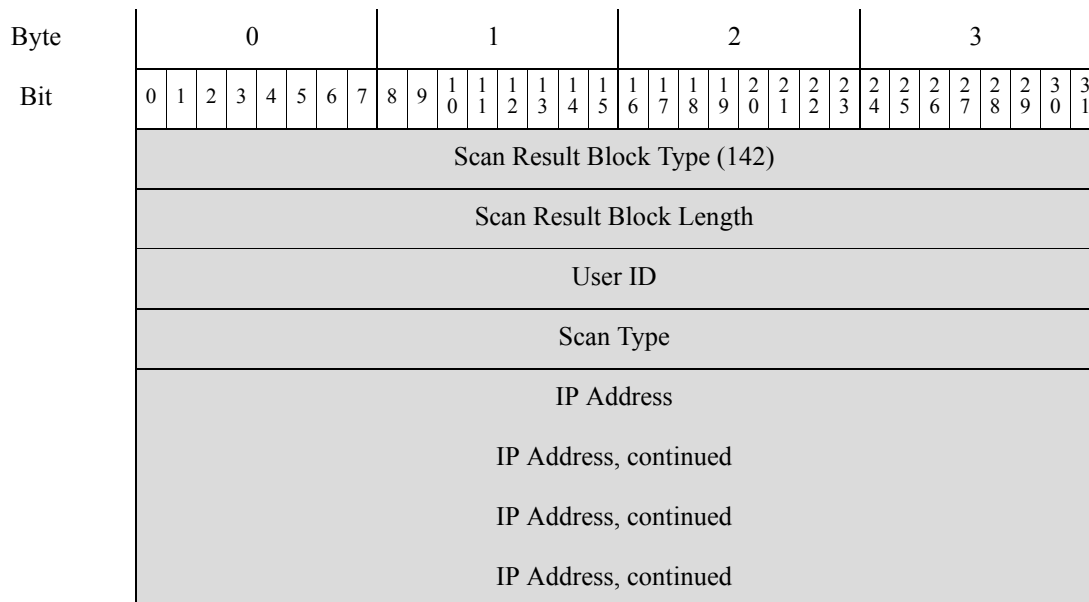 Byte 0 1 2 3
Bit 0 1 2 3 4 5 6 7 8 9 10 11 12 13 14 15 16 17 18 19 20 21 22 23 24 25 26 27 28 29 30 31
Scan Result Block Type (142)
Scan Result Block Length
User ID
Scan Type
IP Address
IP Address, continued
IP Address, continued
IP Address, continued